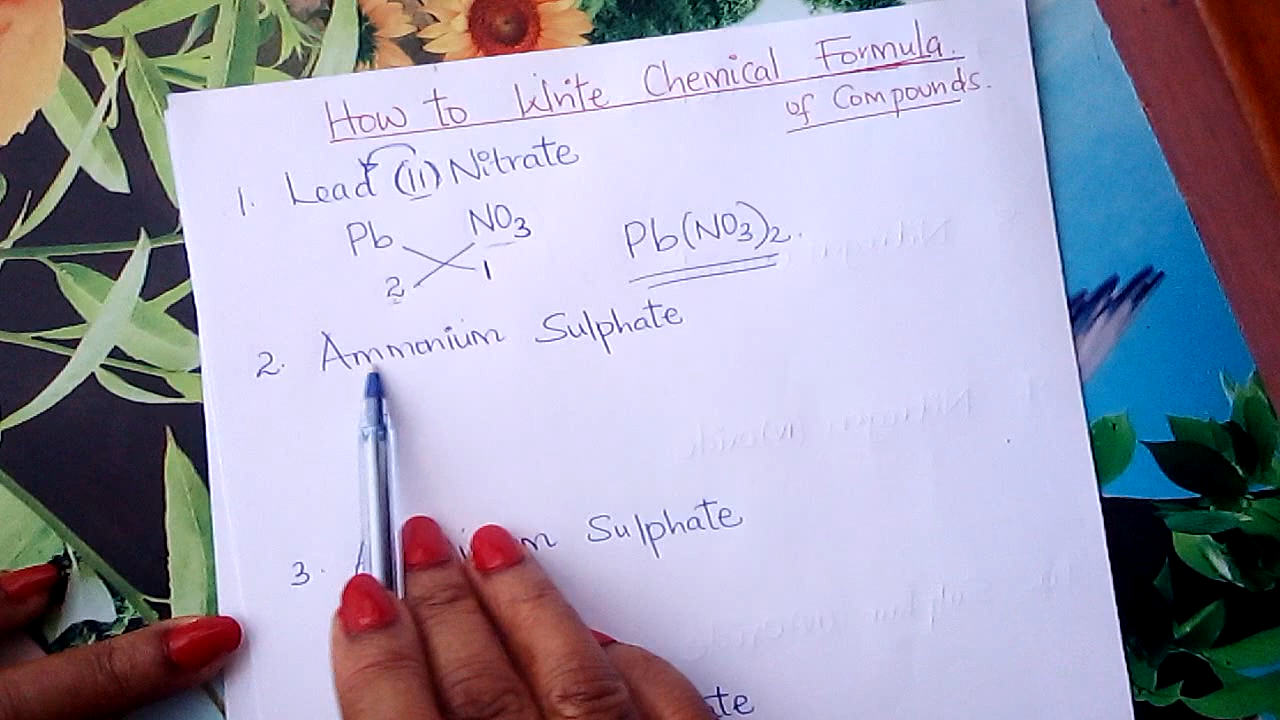 How to Write Chemical Formula
of Compounds.
1. Lead (II) Nitrate
Pb NO3 Pb(NO3)2.
2 1
2. Ammonium Sulphate
3. Sulphate